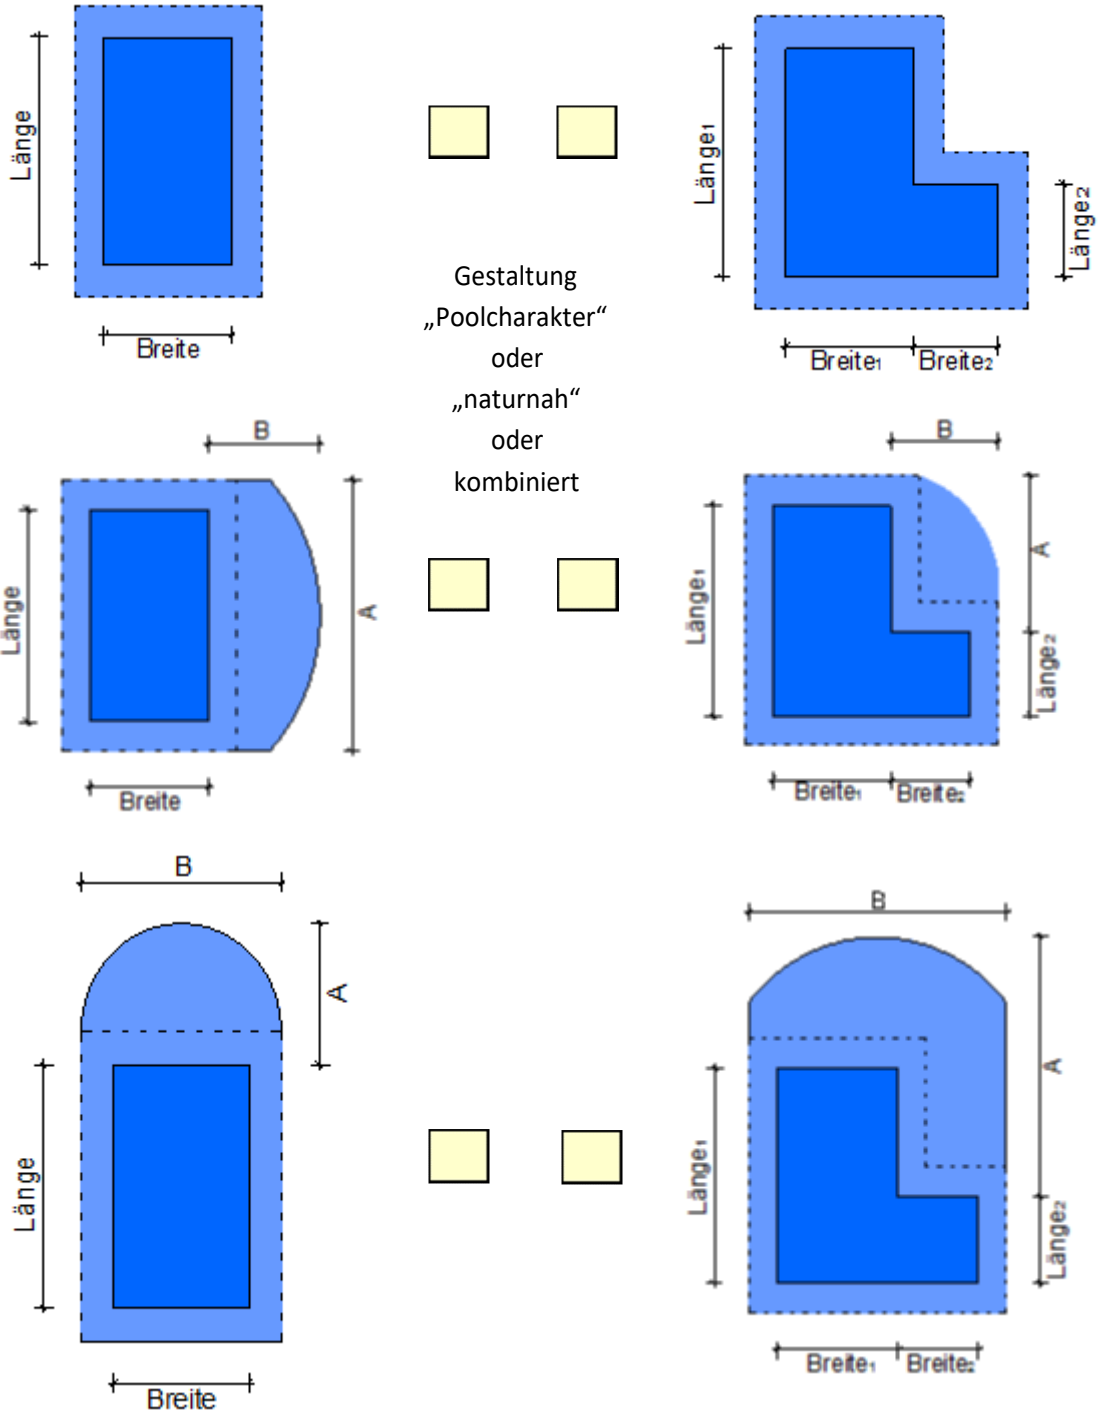 Länge
Breite
Länge1
Länge2
Breite1
Breite2
Gestaltung
„Poolcharakter“
oder
„naturnah“
oder
kombiniert
B
Länge
A
Breite
B
Länge1
A
Länge2
Breite1
Breite2
B
A
Länge
Breite
B
A
Länge1
Länge2
Breite1
Breite2